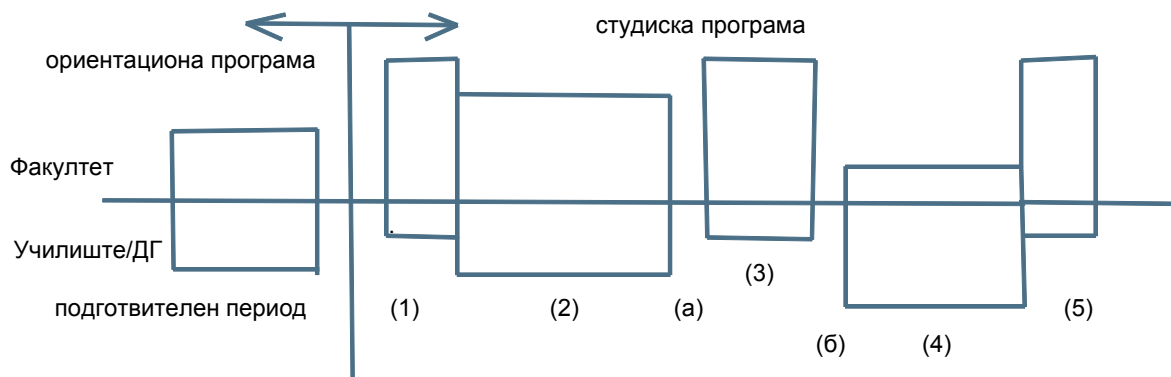 студиска програма
ориентациона програма
Факултет
Училиште/ДГ
подготвителен период
(1)
(2)
(а)
(3)
(б)
(4)
(5)